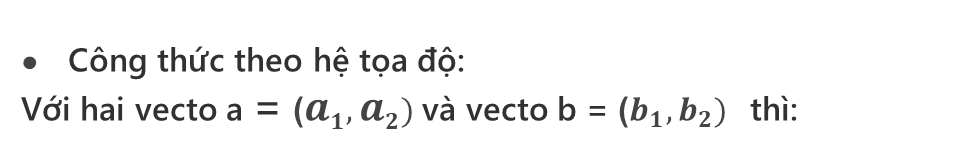 • Công thức theo hệ tọa độ:
Với hai vecto a = (a₁, a₂) và vecto b = (b₁, b₂) thì: